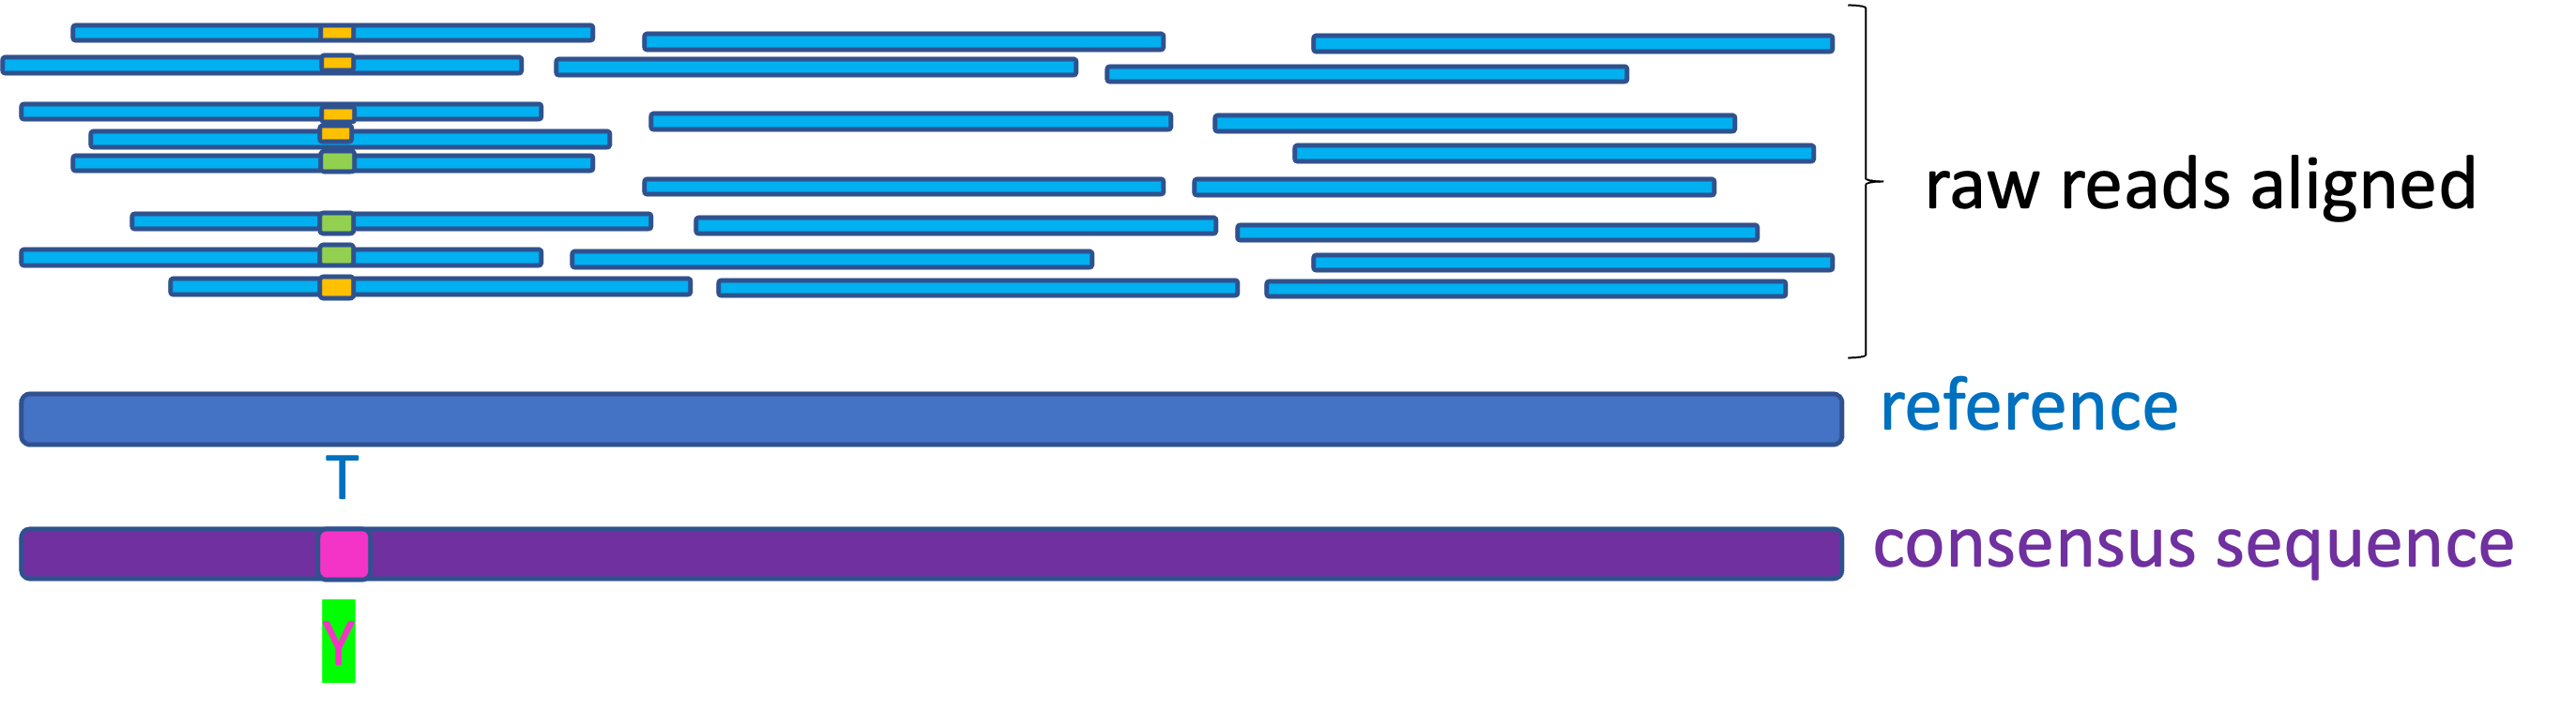 raw reads aligned
reference
T
consensus sequence
Y